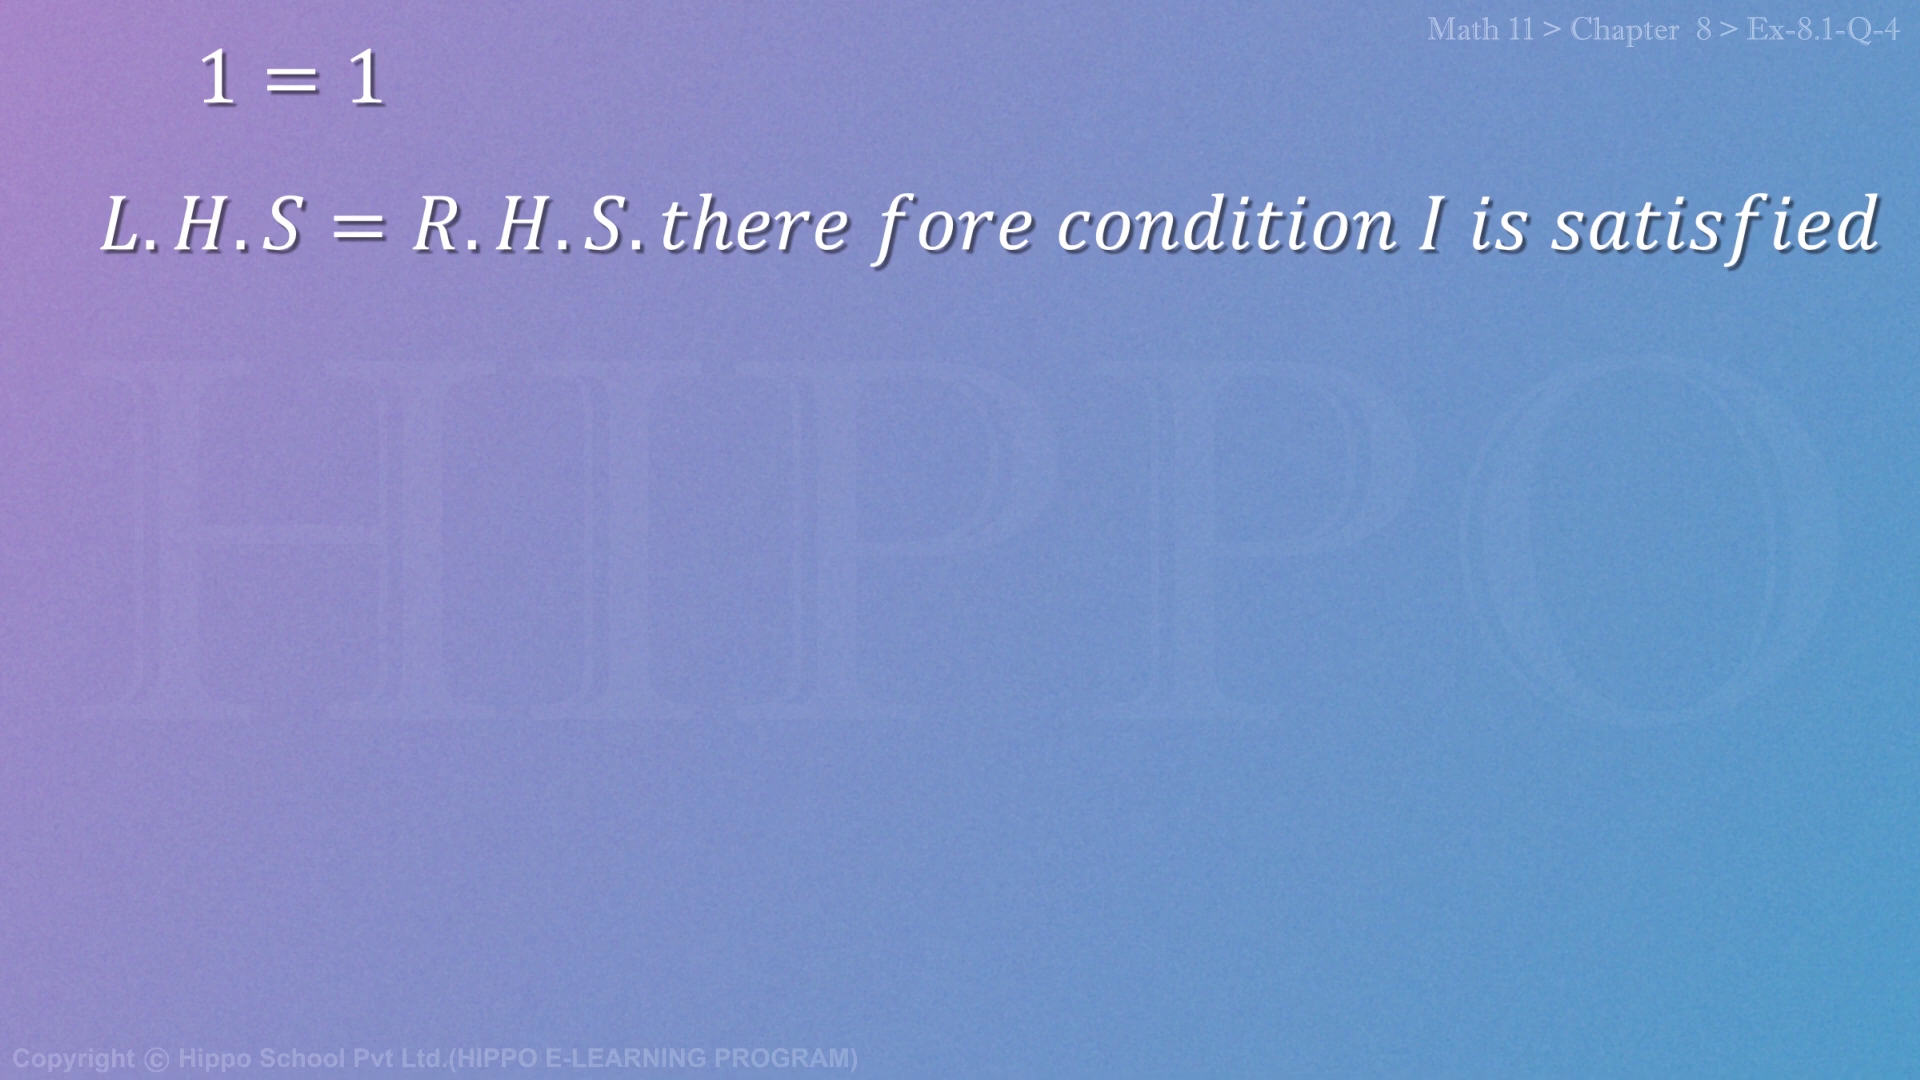 Math 11 > Chapter 8 > Ex-8.1-Q-4
1 = 1
L.H.S = R.H.S. there fore condition I is satisfied
HIPPO
Copyright © Hippo School Pvt Ltd.(HIPPO E-LEARNING PROGRAM)